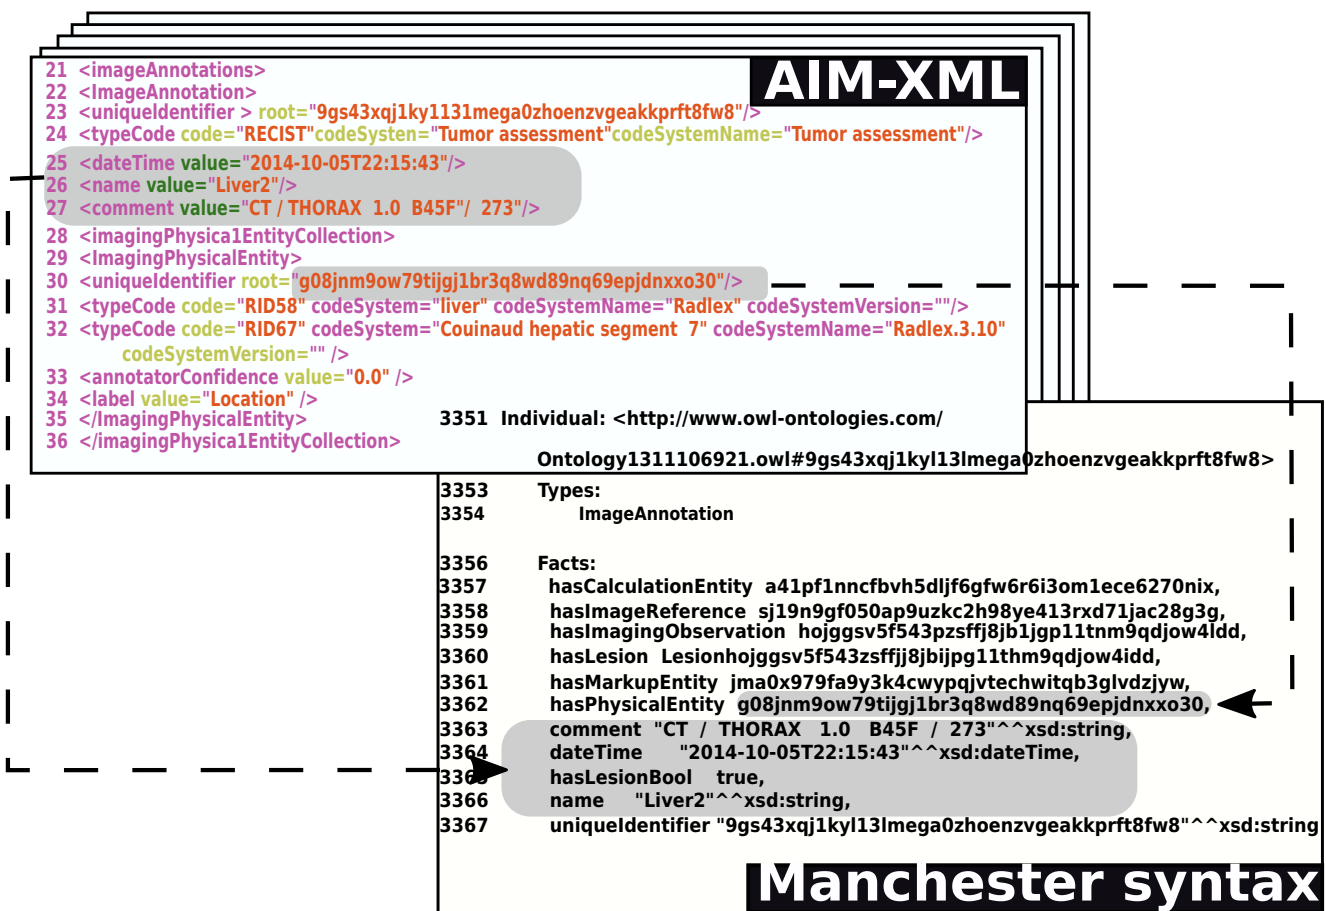 AIM-XML
21 <imageAnnotations>
22 <ImageAnnotation>
23 <uniqueIdentifier > root="9gs43xqj1ky1131mega0zhoenzvgeakkprft8fw8"/>
24 <typeCode code="RECIST"codeSysten="Tumor assessment"codeSystemName="Tumor assessment"/>
25 <dateTime value="2014-10-05T22:15:43"/>
26 <name value="Liver2"/>
27 <comment value="CT / THORAX 1.0 B45F"/ 273"/>
28 <imagingPhysica1EntityCollection>
29 <ImagingPhysicalEntity>
30 <uniqueIdentifier root="g08jnm9ow79tijgj1br3q8wd89nq69epjdnxxo30"/>
31 <typeCode code="RID58" codeSystem="liver" codeSystemName="Radlex" codeSystemVersion=""/>
32 <typeCode code="RID67" codeSystem="Couinaud hepatic segment 7" codeSystemName="Radlex.3.10"
codeSystemVersion="" />
33 <annotatorConfidence value="0.0" />
34 <label value="Location" />
35 </ImagingPhysicalEntity>
36 </imagingPhysica1EntityCollection>
3351 Individual: <http://www.owl-ontologies.com/
Ontology1311106921.owl#9gs43xqj1kyl13lmega0zhoenzvgeakkprft8fw8>
3353 Types:
3354 ImageAnnotation
3356 Facts:
3357 hasCalculationEntity a41pf1nncfbvh5dljf6gfw6r6i3om1ece6270nix,
3358 hasImageReference sj19n9gf050ap9uzkc2h98ye413rxd71jac28g3g,
3359 hasImagingObservation hojggsv5f543pzsffj8jb1jgp11tnm9qdjow4ldd,
3360 hasLesion Lesionhojggsv5f543zsffjj8jbijpg11thm9qdjow4idd,
3361 hasMarkupEntity jma0x979fa9y3k4cwypqjvtechwitqb3glvdzjyw,
3362 hasPhysicalEntity g08jnm9ow79tijgj1br3q8wd89nq69epjdnxxo30,
3363 comment "CT / THORAX 1.0 B45F / 273"^^xsd:string,
3364 dateTime "2014-10-05T22:15:43"^^xsd:dateTime,
3365 hasLesionBool true,
3366 name "Liver2"^^xsd:string,
3367 uniqueIdentifier "9gs43xqj1kyl13lmega0zhoenzvgeakkprft8fw8"^^xsd:string
Manchester syntax